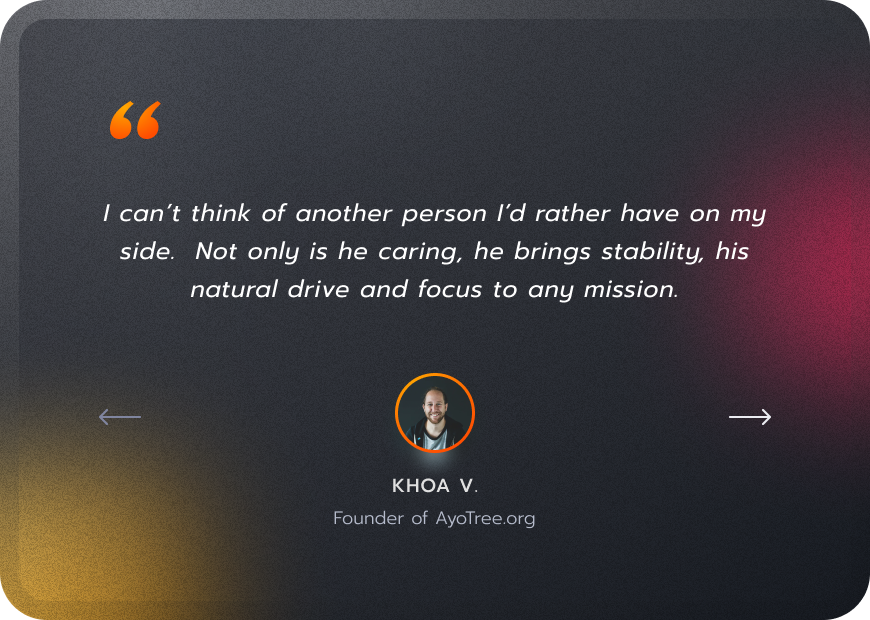 “
I can’t think of another person I’d rather have on my
side.  Not only is he caring, he brings stability, his
natural drive and focus to any mission.
KHOA V.
Founder of AyoTree.org